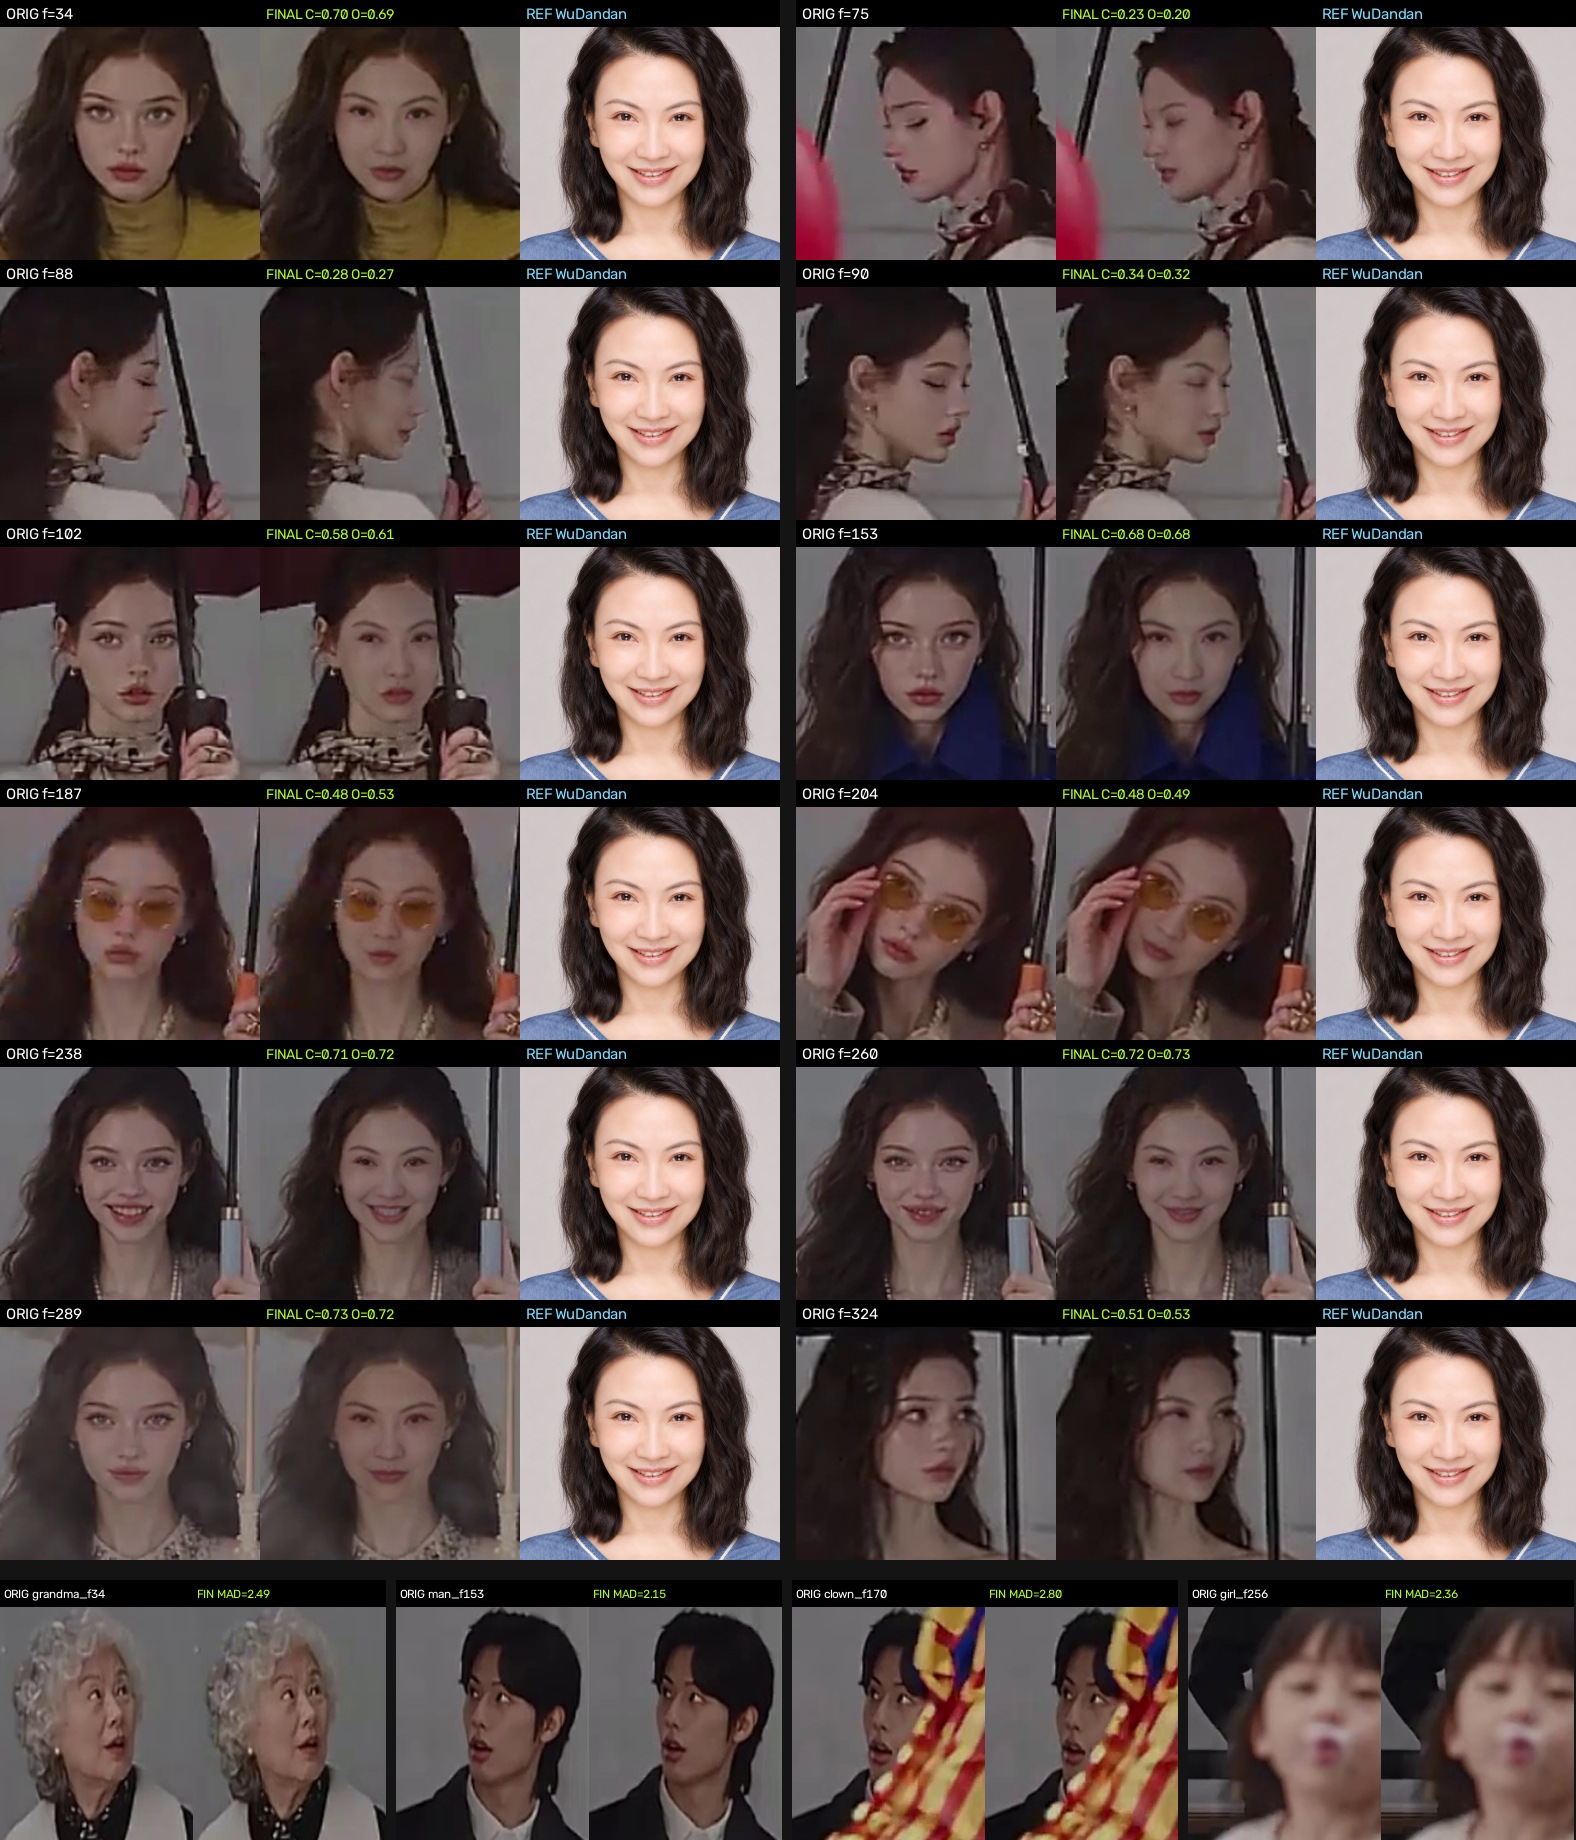 ORIG f=34 FINAL C=0.70 O=0.69 REF WuDandan
ORIG f=75 FINAL C=0.23 O=0.20 REF WuDandan
ORIG f=88 FINAL C=0.28 O=0.27 REF WuDandan
ORIG f=90 FINAL C=0.34 O=0.32 REF WuDandan
ORIG f=102 FINAL C=0.58 O=0.61 REF WuDandan
ORIG f=153 FINAL C=0.68 O=0.68 REF WuDandan
ORIG f=187 FINAL C=0.48 O=0.53 REF WuDandan
ORIG f=204 FINAL C=0.48 O=0.49 REF WuDandan
ORIG f=238 FINAL C=0.71 O=0.72 REF WuDandan
ORIG f=260 FINAL C=0.72 O=0.73 REF WuDandan
ORIG f=289 FINAL C=0.73 O=0.72 REF WuDandan
ORIG f=324 FINAL C=0.51 O=0.53 REF WuDandan
ORIG grandma_f34 FIN MAD=2.49
ORIG man_f153 FIN MAD=2.15
ORIG clown_f170 FIN MAD=2.80
ORIG girl_f256 FIN MAD=2.36